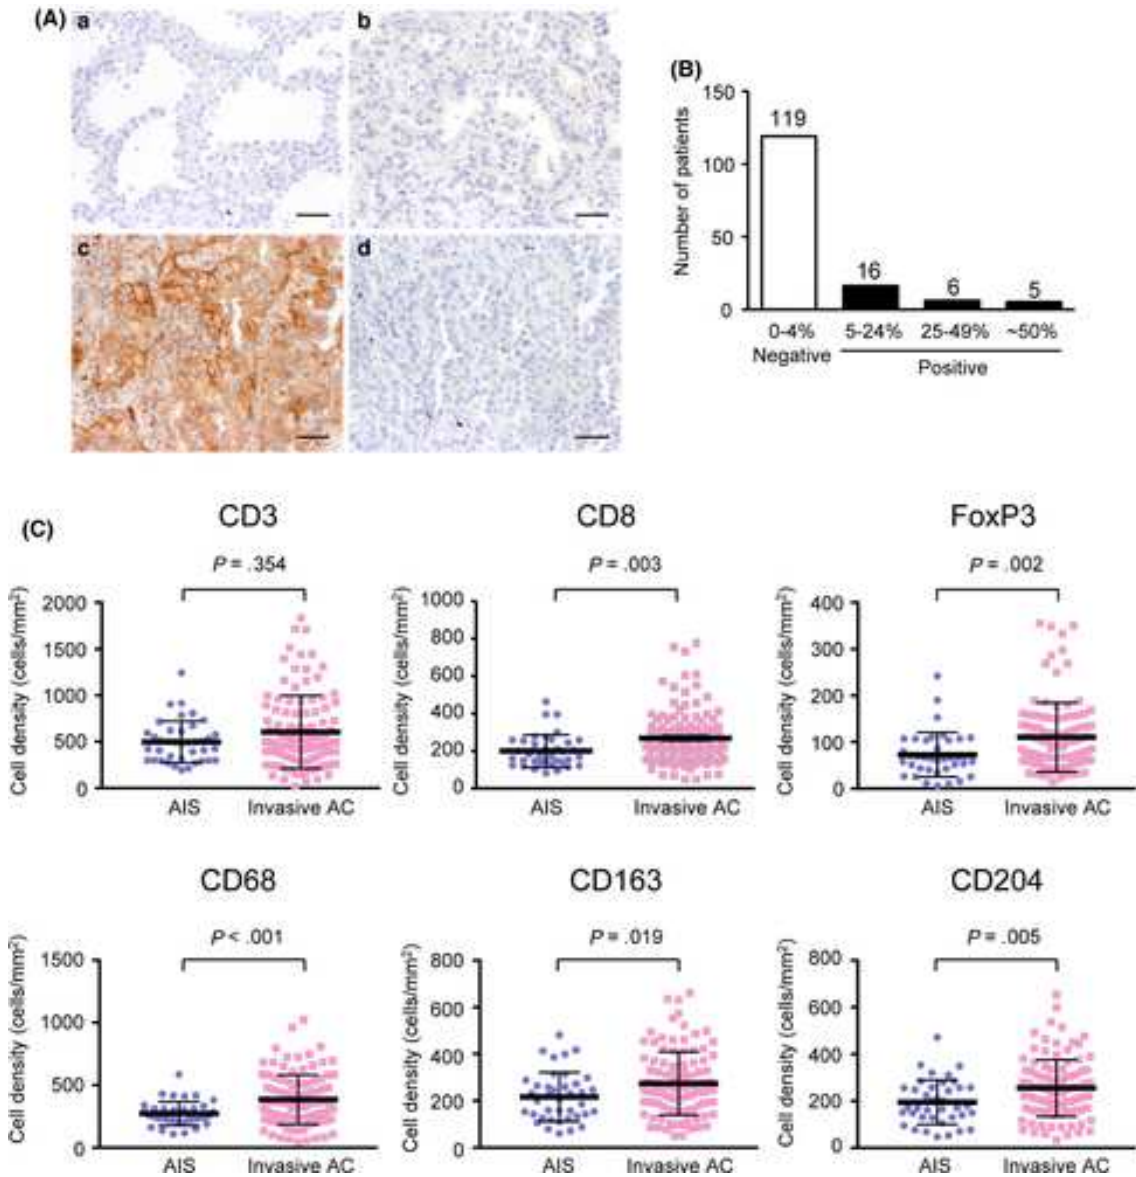 (A) a b
c d
(B)
Number of patients
150
100
50
0
119
16
6
5
0-4% 5-24% 25-49% ~50%
Negative Positive
(C)
CD3
P = .354
Cell density (cells/mm²)
2000
1500
1000
500
0
AIS Invasive AC
CD8
P = .003
Cell density (cells/mm²)
1000
800
600
400
200
0
AIS Invasive AC
FoxP3
P = .002
Cell density (cells/mm²)
400
300
200
100
0
AIS Invasive AC
CD68
P < .001
Cell density (cells/mm²)
1500
1000
500
0
AIS Invasive AC
CD163
P = .019
Cell density (cells/mm²)
800
600
400
200
0
AIS Invasive AC
CD204
P = .005
Cell density (cells/mm²)
800
600
400
200
0
AIS Invasive AC